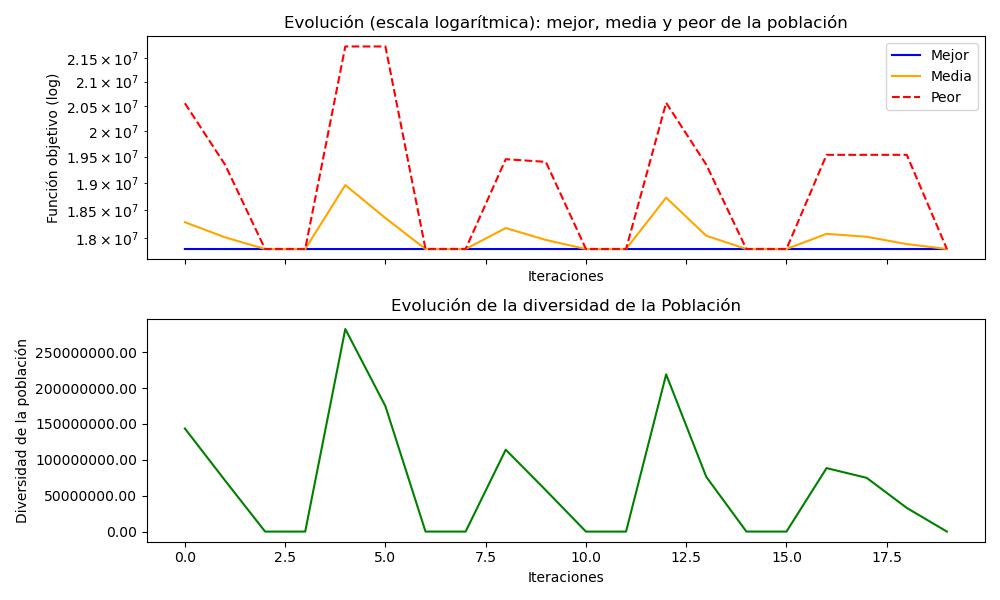 Evolución (escala logarítmica): mejor, media y peor de la población
Función objetivo (log)
2.15 × 10⁷
2.1 × 10⁷
2.05 × 10⁷
2 × 10⁷
1.95 × 10⁷
1.9 × 10⁷
1.85 × 10⁷
1.8 × 10⁷
Mejor
Media
Peor
Iteraciones
Evolución de la diversidad de la Población
Diversidad de la población
250000000.00
200000000.00
150000000.00
100000000.00
50000000.00
0.00
0.0 2.5 5.0 7.5 10.0 12.5 15.0 17.5
Iteraciones